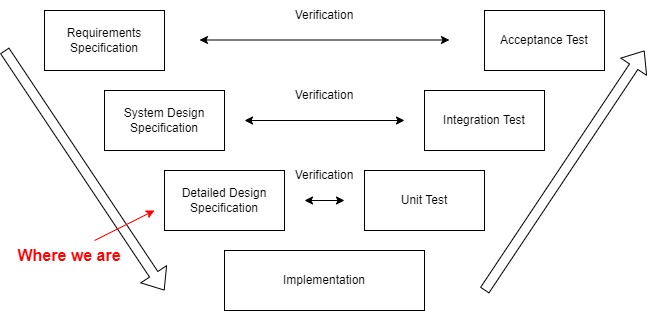 Verification
Requirements
Specification
Acceptance Test
Verification
System Design
Specification
Integration Test
Verification
Detailed Design
Specification
Unit Test
Where we are
Implementation